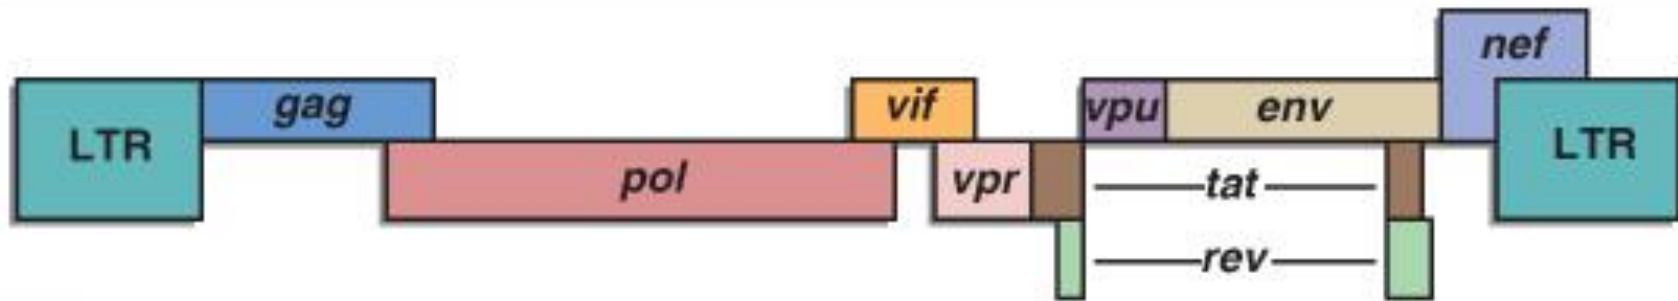 nef
gag vif vpu env
LTR LTR
pol vpr tat
rev